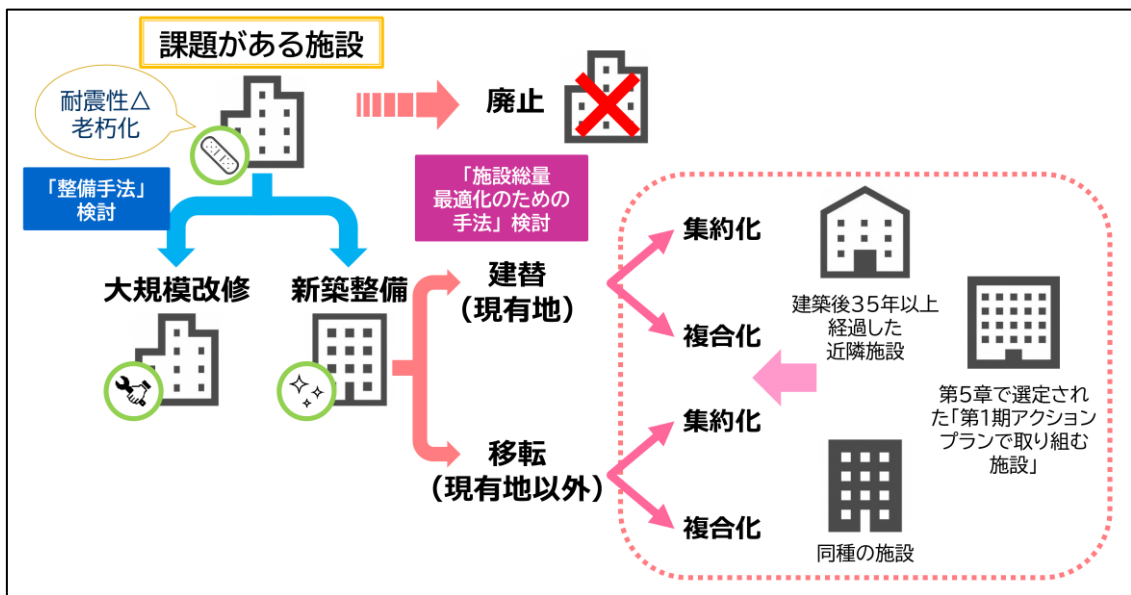 課題がある施設
耐震性△
老朽化
廃止
「整備手法」
検討
「施設総量
最適化のための
手法」検討
大規模改修
新築整備
建替
（現有地）
移転
（現有地以外）
集約化
複合化
集約化
複合化
建築後35年以上
経過した
近隣施設
第5章で選定され
た「第1期アクション
プランで取り組む
施設」
同種の施設